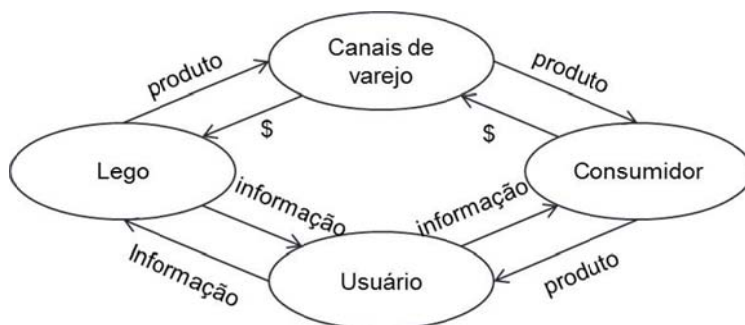 Canais de
varejo
produto
produto
$
$
Lego
Consumidor
informação
informação
Informação
Usuário
produto